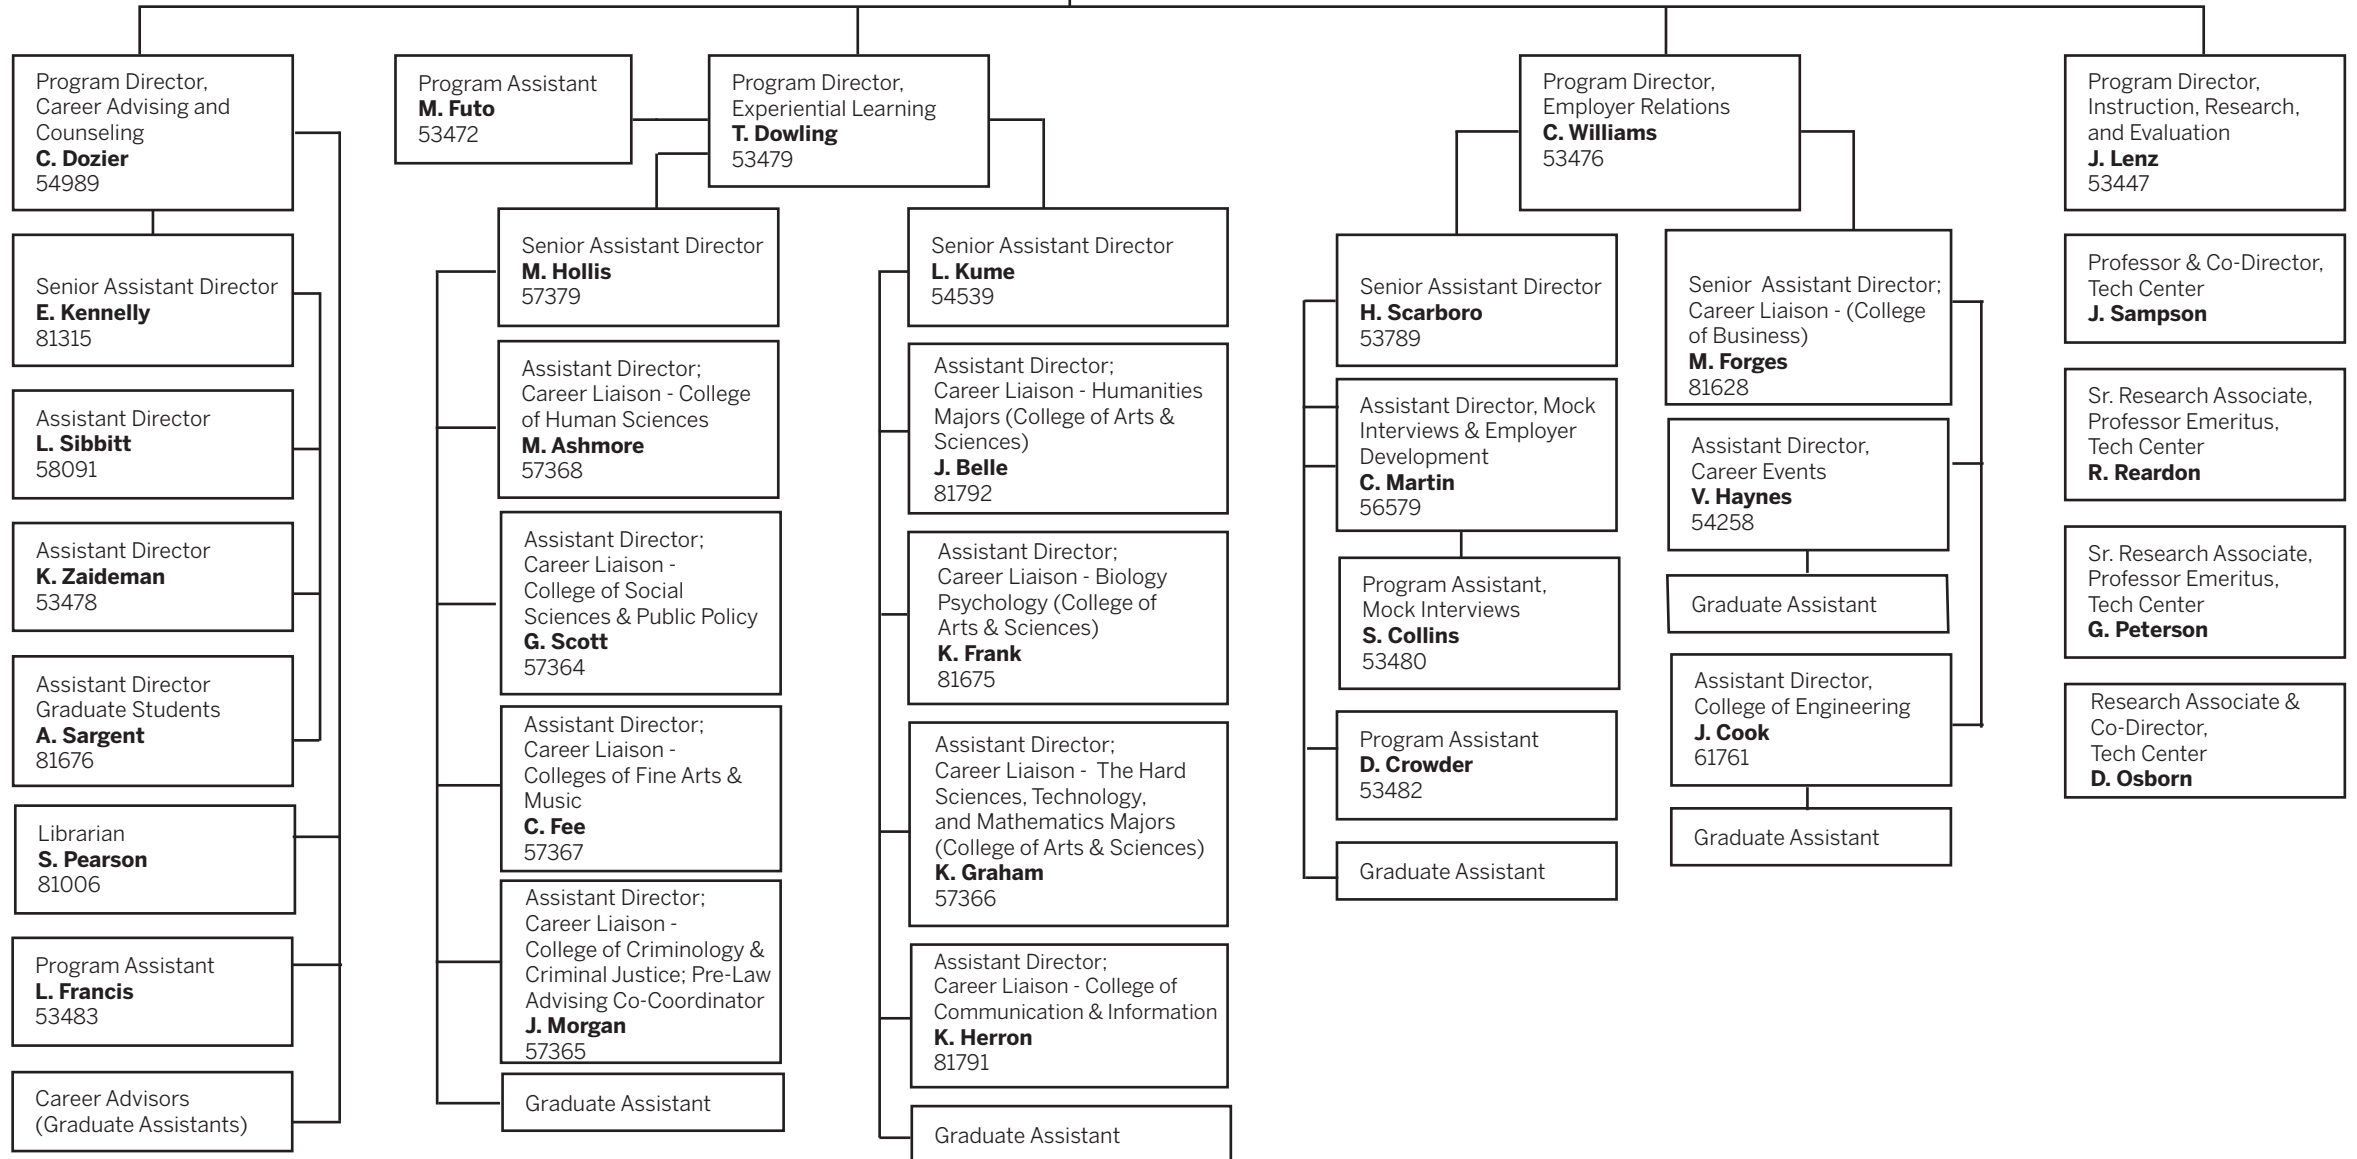 Program Director,
Career Advising and
Counseling
C. Dozier
54989
Senior Assistant Director
E. Kennelly
81315
Assistant Director
L. Sibbitt
58091
Assistant Director
K. Zaideman
53478
Assistant Director
Graduate Students
A. Sargent
81676
Librarian
S. Pearson
81006
Program Assistant
L. Francis
53483
Career Advisors
(Graduate Assistants)
Program Assistant
M. Futo
53472
Program Director,
Experiential Learning
T. Dowling
53479
Senior Assistant Director
M. Hollis
57379
Assistant Director;
Career Liaison - College
of Human Sciences
M. Ashmore
57368
Assistant Director;
Career Liaison -
College of Social
Sciences & Public Policy
G. Scott
57364
Assistant Director;
Career Liaison -
Colleges of Fine Arts &
Music
C. Fee
57367
Assistant Director;
Career Liaison -
College of Criminology &
Criminal Justice; Pre-Law
Advising Co-Coordinator
J. Morgan
57365
Graduate Assistant
Senior Assistant Director
L. Kume
54539
Assistant Director;
Career Liaison - Humanities
Majors (College of Arts &
Sciences)
J. Belle
81792
Assistant Director;
Career Liaison - Biology
Psychology (College of
Arts & Sciences)
K. Frank
81675
Assistant Director;
Career Liaison - The Hard
Sciences, Technology,
and Mathematics Majors
(College of Arts & Sciences)
K. Graham
57366
Assistant Director;
Career Liaison - College of
Communication & Information
K. Herron
81791
Graduate Assistant
Program Director,
Employer Relations
C. Williams
53476
Senior Assistant Director
H. Scarboro
53789
Assistant Director, Mock
Interviews & Employer
Development
C. Martin
56579
Program Assistant,
Mock Interviews
S. Collins
53480
Program Assistant
D. Crowder
53482
Graduate Assistant
Senior Assistant Director;
Career Liaison - (College
of Business)
M. Forges
81628
Assistant Director,
Career Events
V. Haynes
54258
Graduate Assistant
Assistant Director,
College of Engineering
J. Cook
61761
Graduate Assistant
Program Director,
Instruction, Research,
and Evaluation
J. Lenz
53447
Professor & Co-Director,
Tech Center
J. Sampson
Sr. Research Associate,
Professor Emeritus,
Tech Center
R. Reardon
Sr. Research Associate,
Professor Emeritus,
Tech Center
G. Peterson
Research Associate &
Co-Director,
Tech Center
D. Osborn